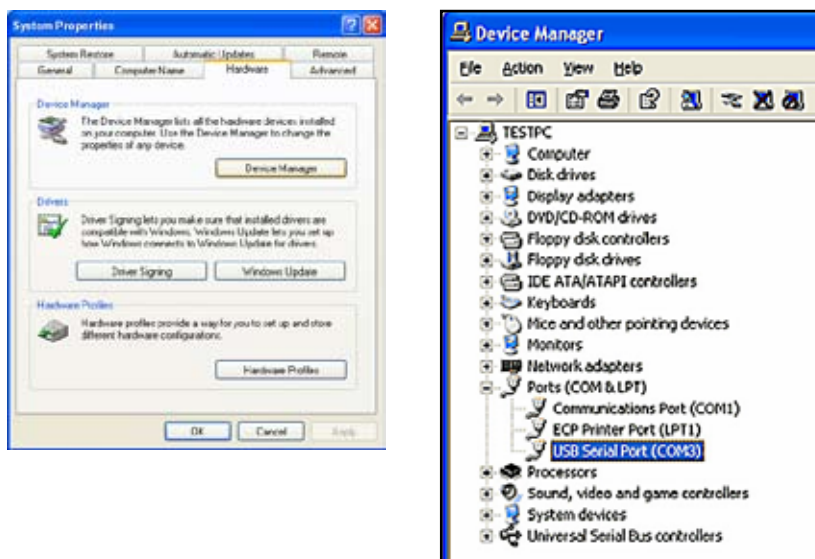 System Properties
System Restore Automatic Updates Remote
General Computer Name Hardware Advanced
Device Manager
The Device Manager lists all the hardware devices installed
on your computer. Use the Device Manager to change the
properties of any device.
Device Manager
Drivers
Driver Signing lets you make sure that installed drivers are
compatible with Windows. Windows Update lets you set up
how Windows connects to Windows Update for drivers.
Driver Signing Windows Update
Hardware Profiles
Hardware profiles provide a way for you to set up and store
different hardware configurations.
Hardware Profiles
OK Cancel Apply
Device Manager
File Action View Help
TESTPC
Computer
Disk drives
Display adapters
DVD/CD-ROM drives
Floppy disk controllers
Floppy disk drives
IDE ATA/ATAPI controllers
Keyboards
Mice and other pointing devices
Monitors
Network adapters
Ports (COM & LPT)
Communications Port (COM1)
ECP Printer Port (LPT1)
USB Serial Port (COM3)
Processors
Sound, video and game controllers
System devices
Universal Serial Bus controllers